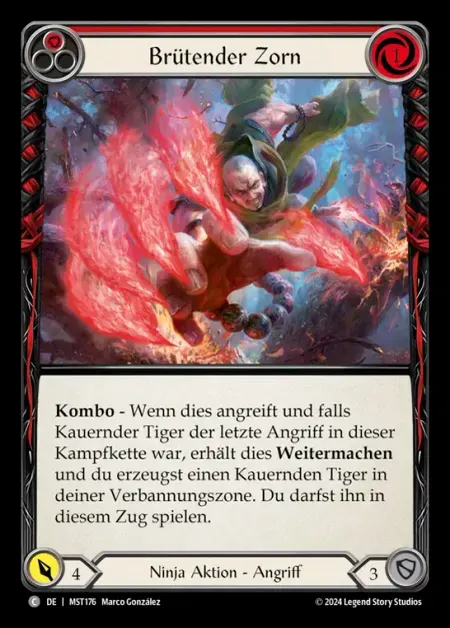 Brütender Zorn
1
Kombo - Wenn dies angreift und falls
Kauernder Tiger der letzte Angriff in dieser
Kampfkette war, erhält dies Weitermachen
und du erzeugst einen Kauernden Tiger in
deiner Verbannungszone. Du darfst ihn in
diesem Zug spielen.
4
Ninja Aktion - Angriff
3
C DE | MST176 Marco González
© 2024 Legend Story Studios